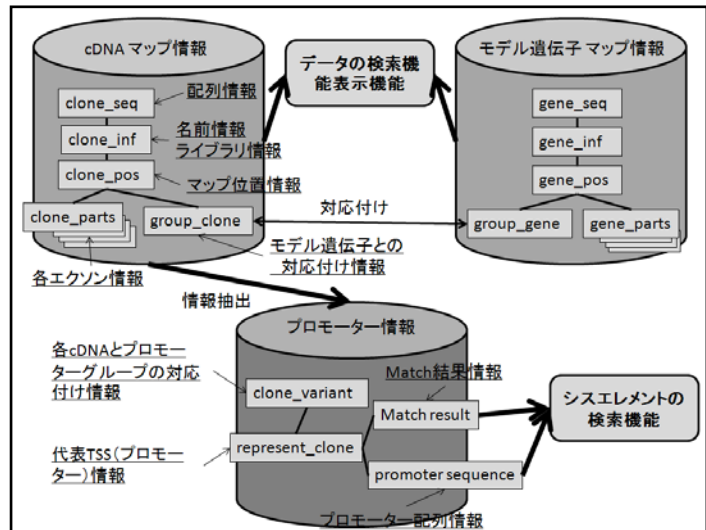 cDNA マップ情報
データの検索機
能表示機能
モデル遺伝子 マップ情報
clone_seq
配列情報
clone_inf
名前情報
ライブラリ情報
clone_pos
マップ位置情報
clone_parts
group_clone
モデル遺伝子との
対応付け情報
各エクソン情報
対応付け
gene_seq
gene_inf
gene_pos
group_gene
gene_parts
情報抽出
プロモーター情報
各cDNAとプロモー
ターグループの対応
付け情報
clone_variant
Match結果情報
Match result
代表TSS(プロモー
ター)情報
represent_clone
promoter sequence
プロモーター配列情報
シスエレメントの
検索機能